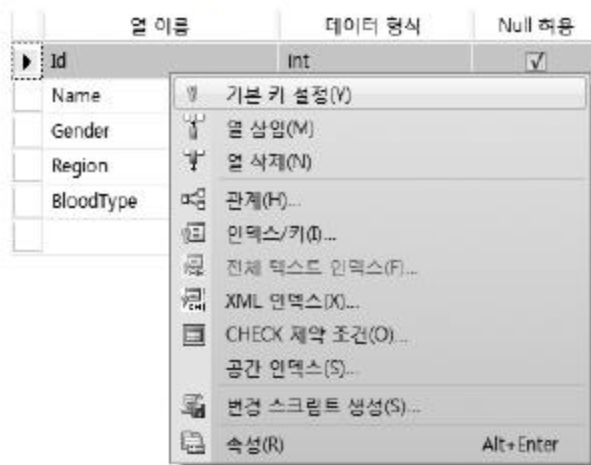 열 이름 데이터 형식 Null 허용
Id int
Name
Gender
Region
BloodType
기본 키 설정(Y)
열 삽입(M)
열 삭제(N)
관계(H)...
인덱스/키(I)...
전체 텍스트 인덱스(F)...
XML 인덱스(X)...
CHECK 제약 조건(O)...
공간 인덱스(S)...
변경 스크립트 생성(S)...
속성(R) Alt+Enter